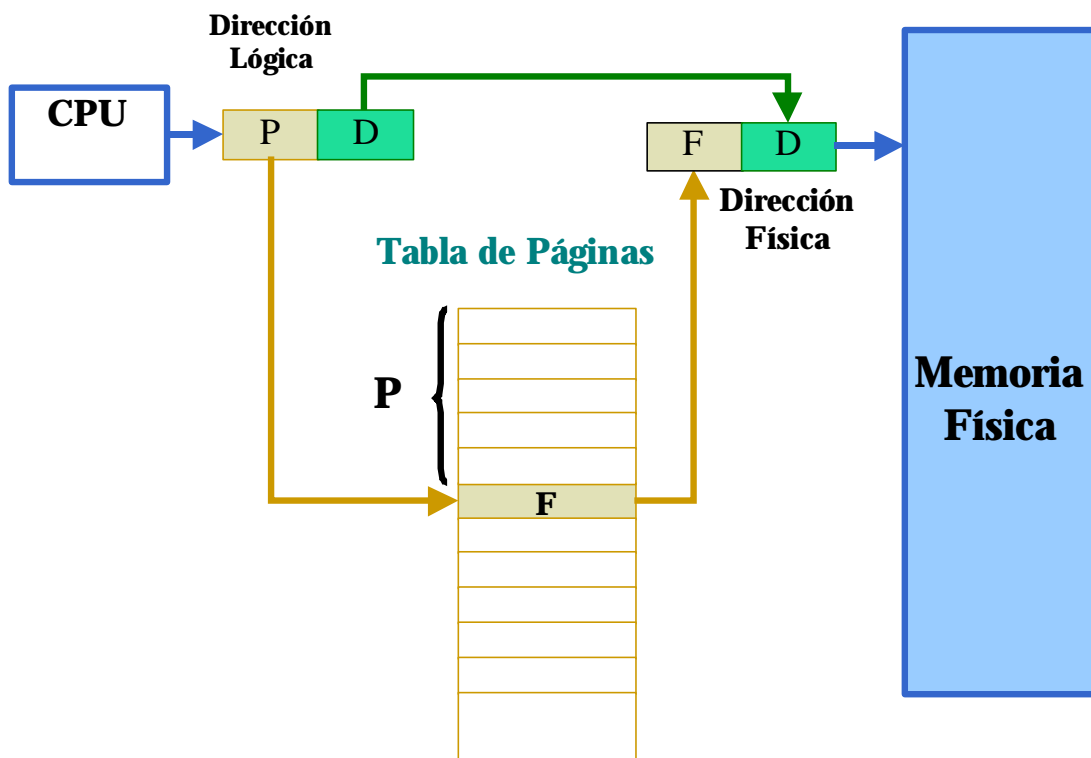 Dirección
Lógica
CPU
P
D
F
D
Dirección
Física
Tabla de Páginas
P
F
Memoria
Física